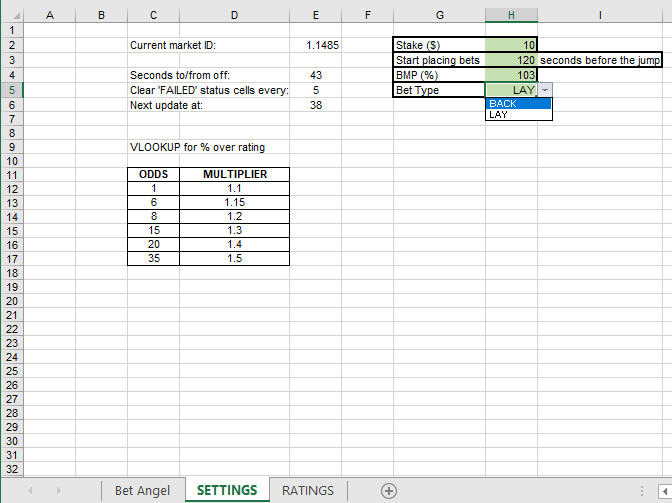 A B C D E F G H I
1
2 Current market ID: 1.1485 Stake ($) 10
3 Start placing bets 120 seconds before the jump
4 Seconds to/from off: 43 BMP (%) 103
5 Clear 'FAILED' status cells every: 5 Bet Type LAY
6 Next update at: 38 BACK
7 LAY
8
9 VLOOKUP for % over rating
10
11 ODDS MULTIPLIER
12 1 1.1
13 6 1.15
14 8 1.2
15 15 1.3
16 20 1.4
17 35 1.5
18
19
20
21
22
23
24
25
26
27
28
29
30
31
32
Bet Angel SETTINGS RATINGS